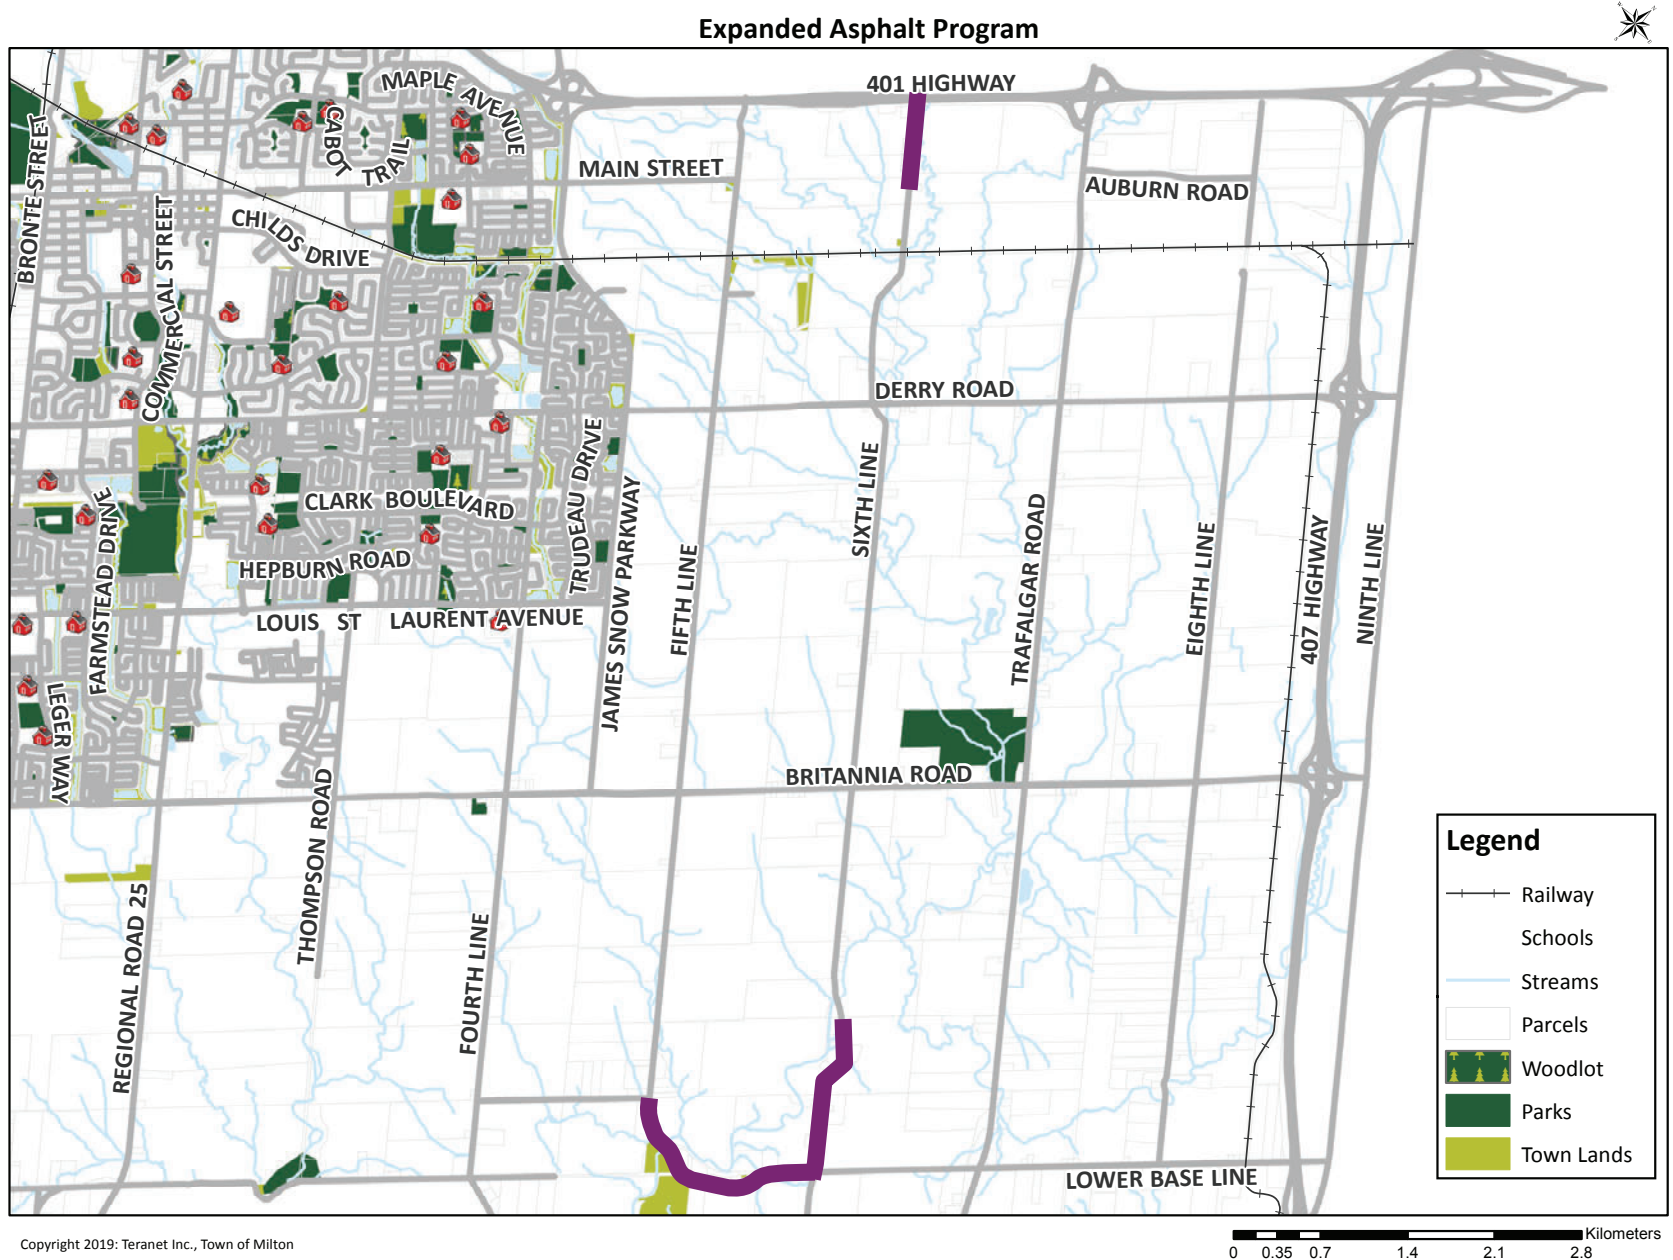 Expanded Asphalt Program
401 HIGHWAY
MAPLE AVENUE
CABOT TRAIL
MAIN STREET
AUBURN ROAD
BRONTE STREET
COMMERCIAL STREET
CHILDS DRIVE
DERRY ROAD
SIXTH LINE
TRUDEAU DRIVE
CLARK BOULEVARD
FARMSTEAD DRIVE
HEPBURN ROAD
JAMES SNOW PARKWAY
FIFTH LINE
TRAFALGAR ROAD
EIGHTH LINE
407 HIGHWAY
NINTH LINE
LOUIS ST LAURENT AVENUE
LEGER WAY
BRITANNIA ROAD
THOMPSON ROAD
REGIONAL ROAD 25
FOURTH LINE
LOWER BASE LINE
Legend
Railway
Schools
Streams
Parcels
Woodlot
Parks
Town Lands
Copyright 2019: Teranet Inc., Town of Milton
Kilometers
0 0.35 0.7 1.4 2.1 2.8